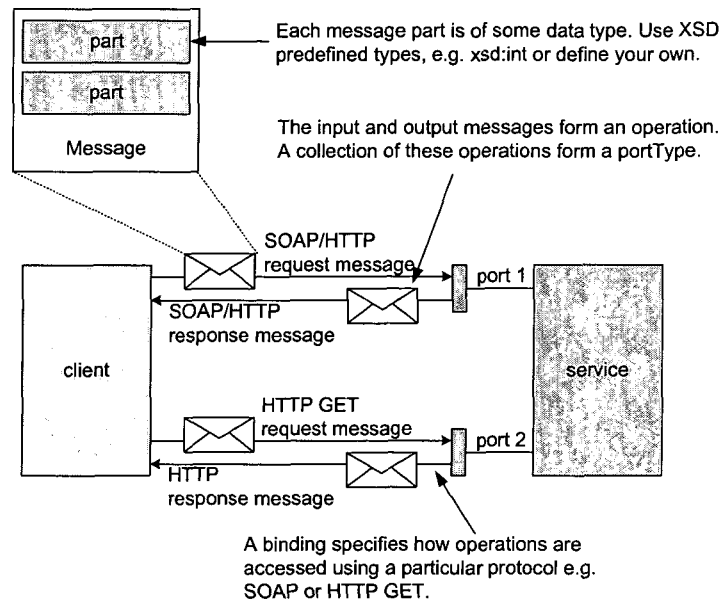 part
part
Message
Each message part is of some data type. Use XSD
predefined types, e.g. xsd:int or define your own.
The input and output messages form an operation.
A collection of these operations form a portType.
SOAP/HTTP
request message
port 1
SOAP/HTTP
response message
client
service
HTTP GET
request message
port 2
HTTP
response message
A binding specifies how operations are
accessed using a particular protocol e.g.
SOAP or HTTP GET.